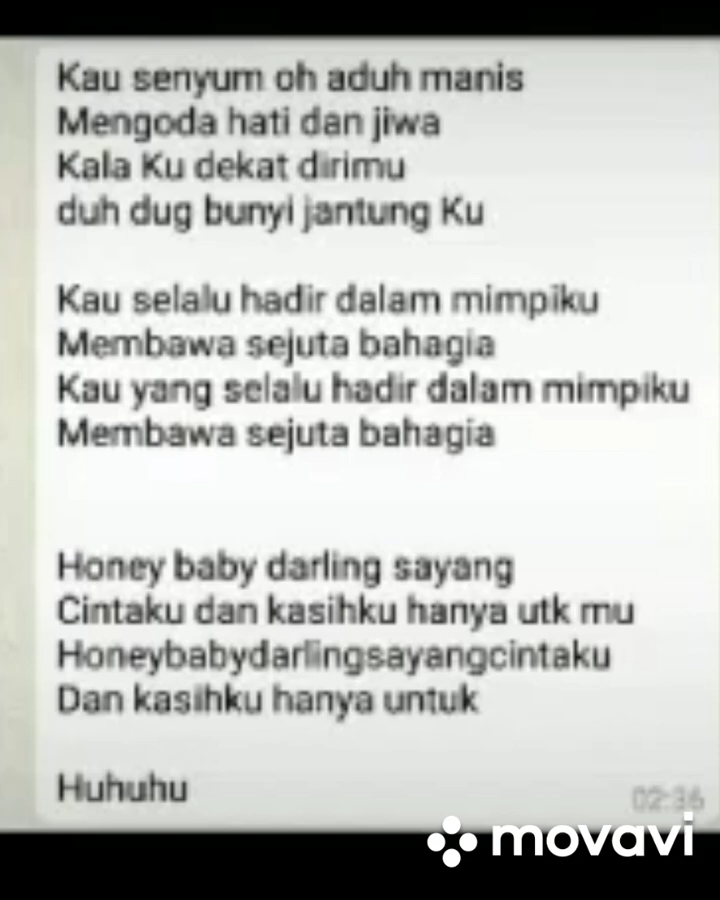 Kau senyum oh aduh manis
Mengoda hati dan jiwa
Kala Ku dekat dirimu
duh dug bunyi jantung Ku
Kau selalu hadir dalam mimpiku
Membawa sejuta bahagia
Kau yang selalu hadir dalam mimpiku
Membawa sejuta bahagia
Honey baby darling sayang
Cintaku dan kasihku hanya utk mu
Honeybabydarlingsayangcintaku
Dan kasihku hanya untuk
Huhuhu
02:36
movavi